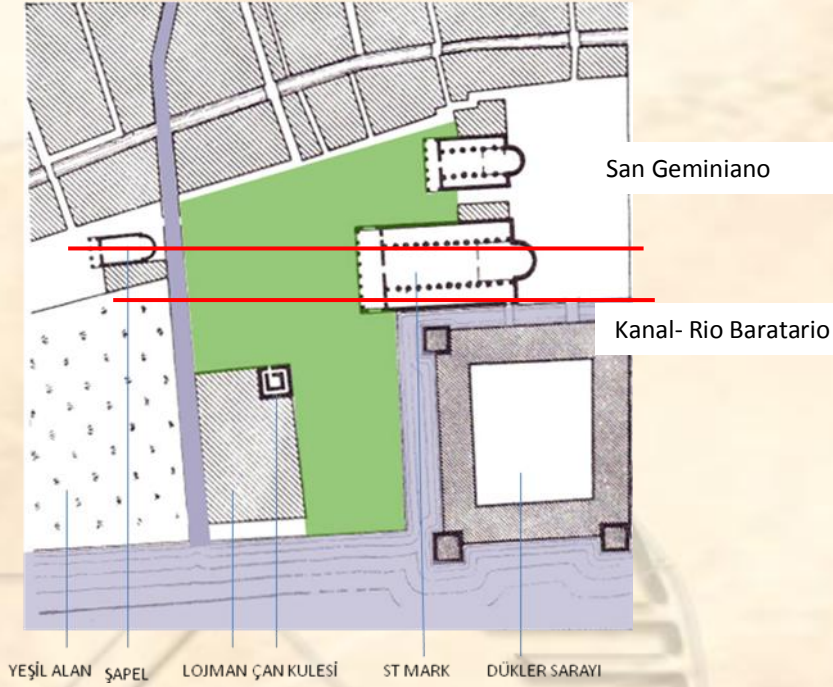 San Geminiano
Kanal- Rio Baratario
YEŞİL ALAN ŞAPEL LOJMAN ÇAN KULESİ ST MARK DÜKLER SARAYI